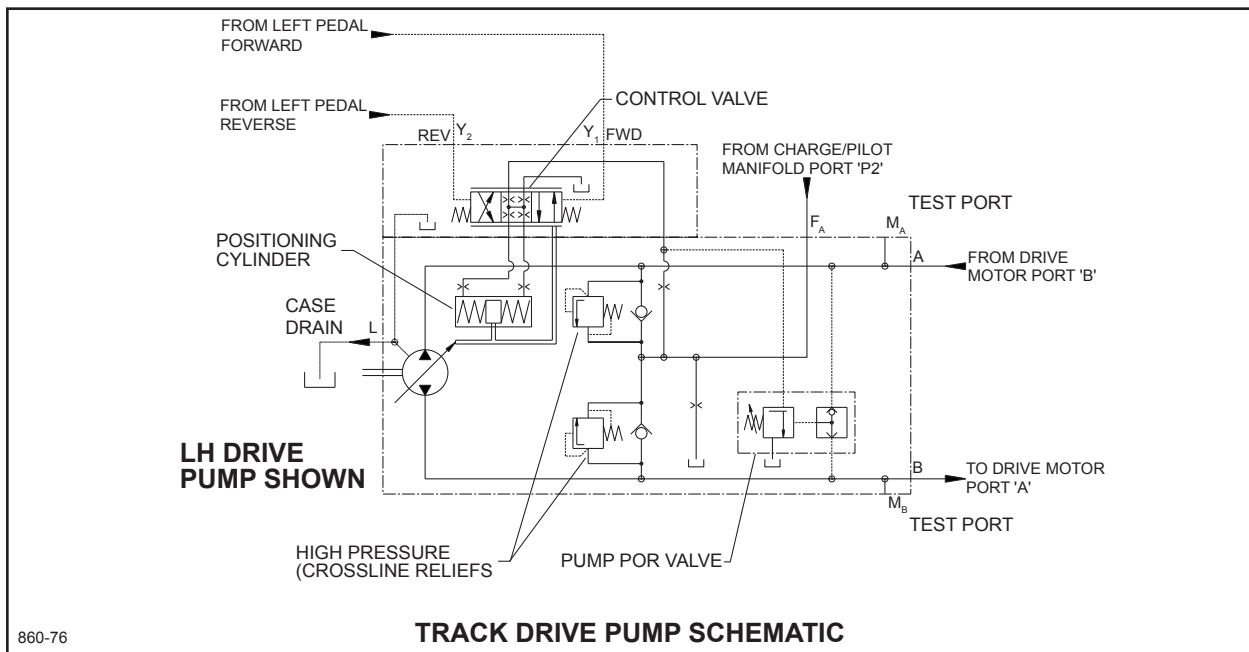 FROM LEFT PEDAL
FORWARD
FROM LEFT PEDAL
REVERSE
CONTROL VALVE
REV Y2
Y1 FWD
FROM CHARGE/PILOT
MANIFOLD PORT 'P2'
TEST PORT
FA
MA
A
FROM DRIVE
MOTOR PORT 'B'
POSITIONING
CYLINDER
CASE
DRAIN
L
LH DRIVE
PUMP SHOWN
B
TO DRIVE MOTOR
PORT 'A'
MB
TEST PORT
HIGH PRESSURE
(CROSSLINE RELIEFS
PUMP POR VALVE
860-76
TRACK DRIVE PUMP SCHEMATIC